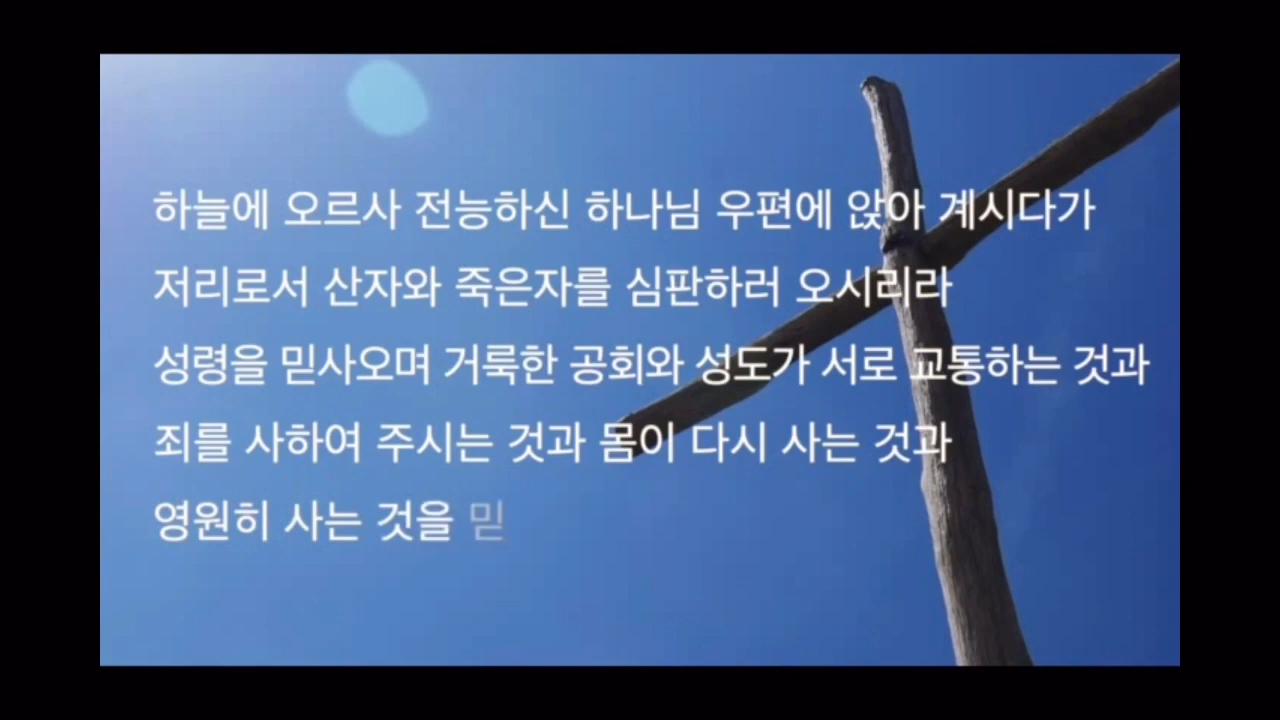 하늘에 오르사 전능하신 하나님 우편에 앉아 계시다가
저리로서 산자와 죽은자를 심판하러 오시리라
성령을 믿사오며 거룩한 공회와 성도가 서로 교통하는 것과
죄를 사하여 주시는 것과 몸이 다시 사는 것과
영원히 사는 것을 믿